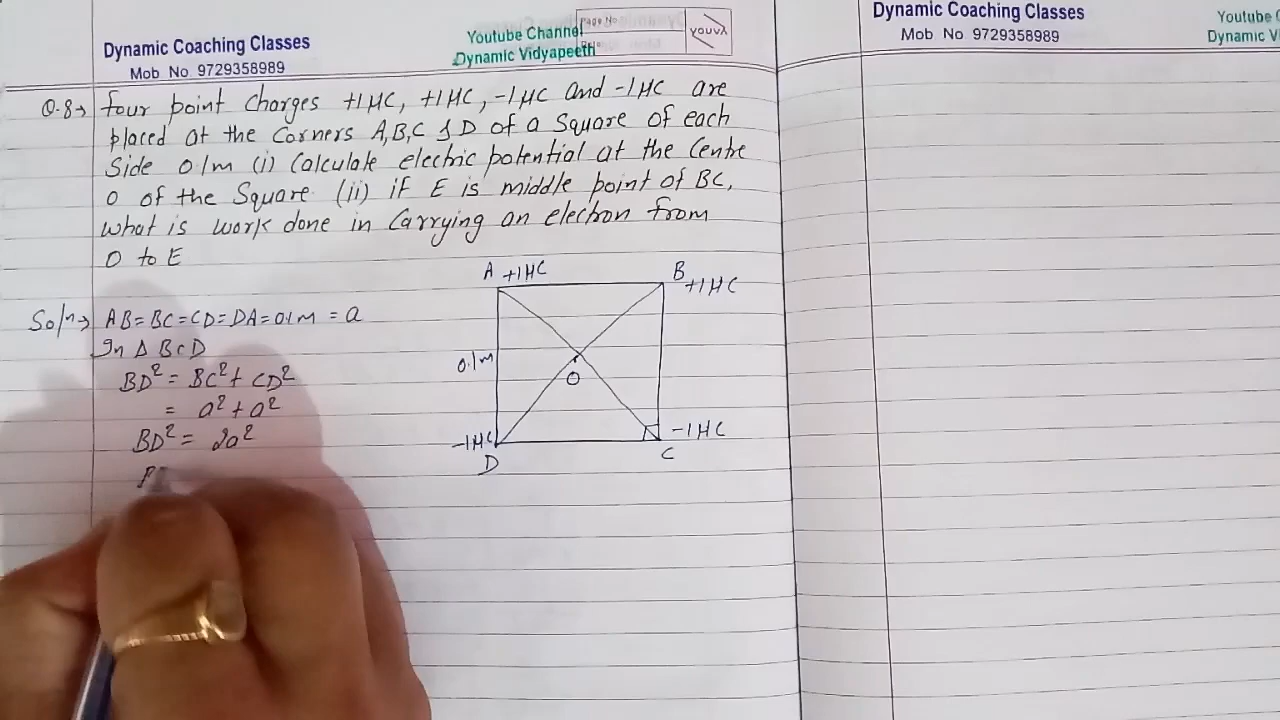 Dynamic Coaching Classes
Mob No 9729358989
Youtube Channel
Dynamic Vidyapeeth
Page No
youva
Dynamic Coaching Classes
Mob No 9729358989
Youtube C
Dynamic V
Q.8→ four point Charges +1μC, +1μC, -1μC and -1μC are
placed at the Corners A,B,C & D of a Square of each
Side 0.1m (i) Calculate electric potential at the Centre
O of the Square (ii) if E is middle point of BC,
what is work done in Carrying an electron from
O to E
Soln→ AB=BC=CD=DA=0.1M = a
In Δ BCD
BD² = BC² + CD²
= a² + a²
BD² = 2a²
A +1μC
B
+1μC
0.1m
O
-1μC
D
-1μC
C